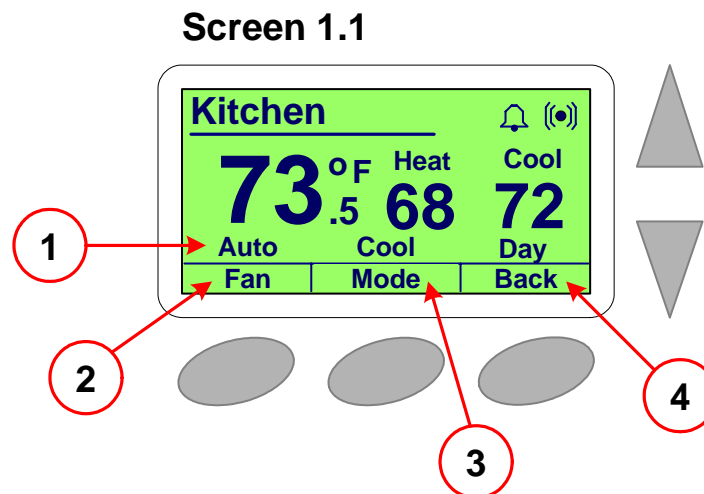 Screen 1.1
Kitchen
Heat Cool
73 °F .5 68 72
Auto Cool Day
Fan Mode Back
1
2
3
4